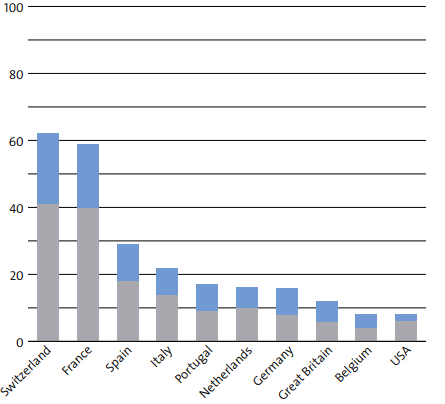 100
80
60
40
20
0
Switzerland
France
Spain
Italy
Portugal
Netherlands
Germany
Great Britain
Belgium
USA